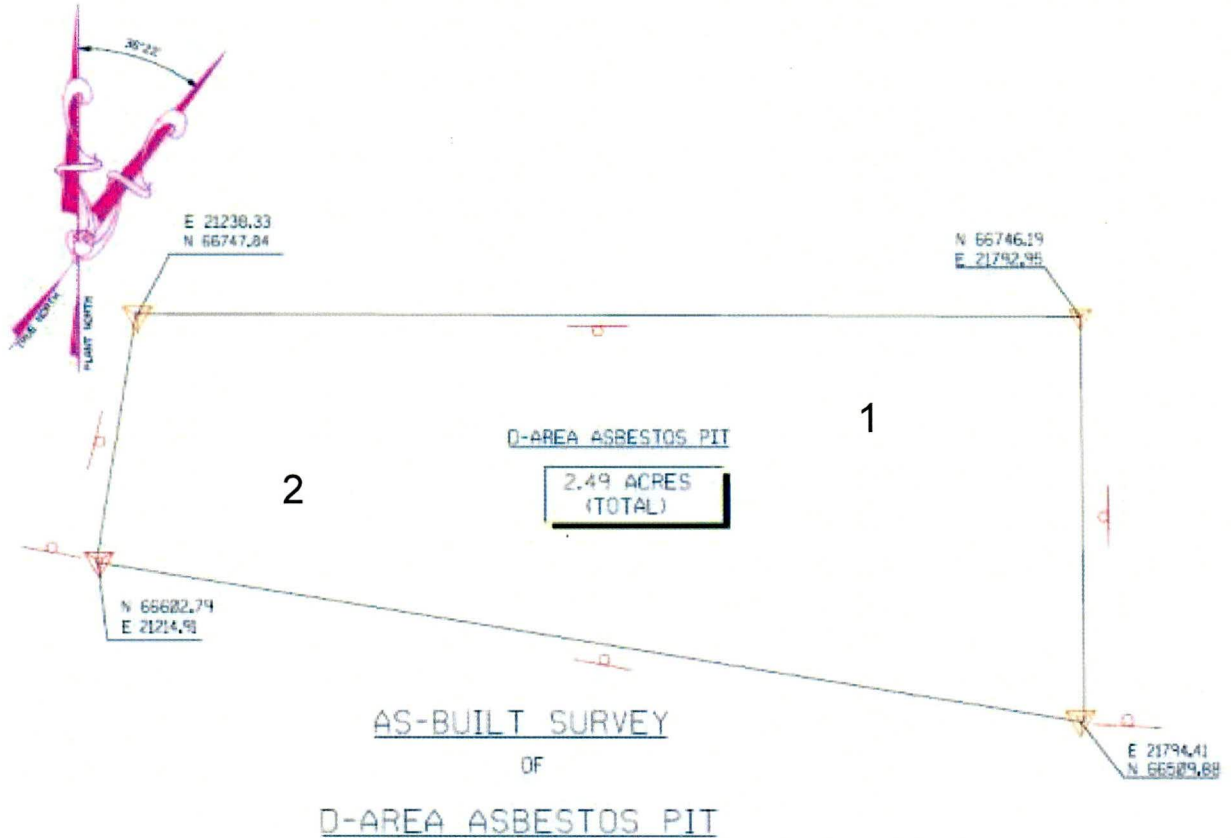 36°22'
TRUE NORTH
PLANT NORTH
E 21238.33
N 66747.84
N 66746.19
E 21792.95
1
D-AREA ASBESTOS PIT
2.49 ACRES
(TOTAL)
2
N 66602.79
E 21214.91
AS-BUILT SURVEY
OF
D-AREA ASBESTOS PIT
E 21794.41
N 66509.88